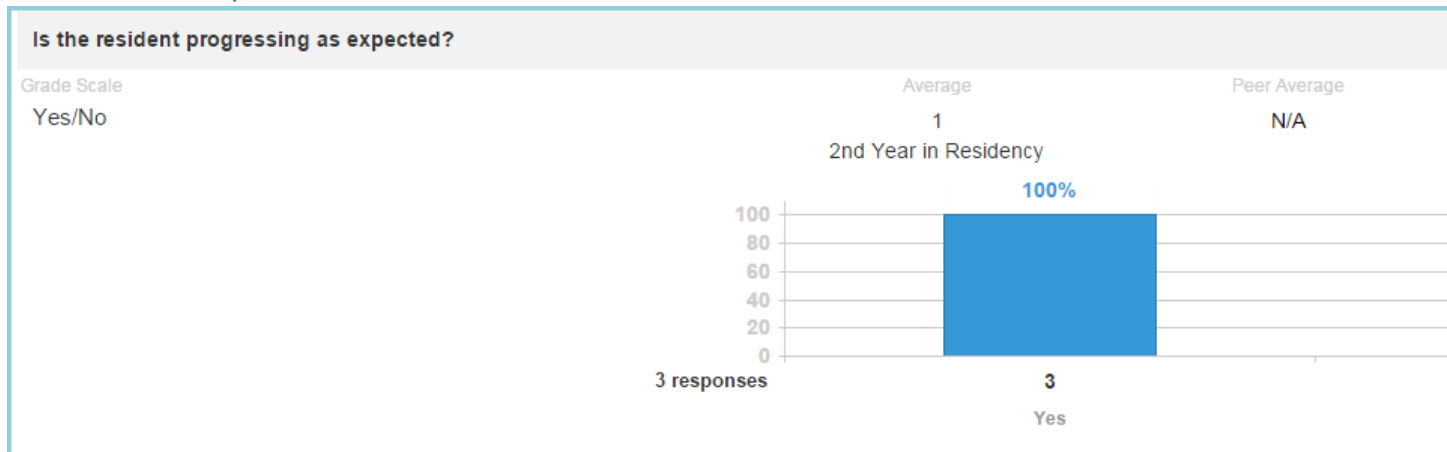 Is the resident progressing as expected?
Grade Scale Average Peer Average
Yes/No 1 N/A
2nd Year in Residency
100%
100
80
60
40
20
0
3 responses 3
Yes